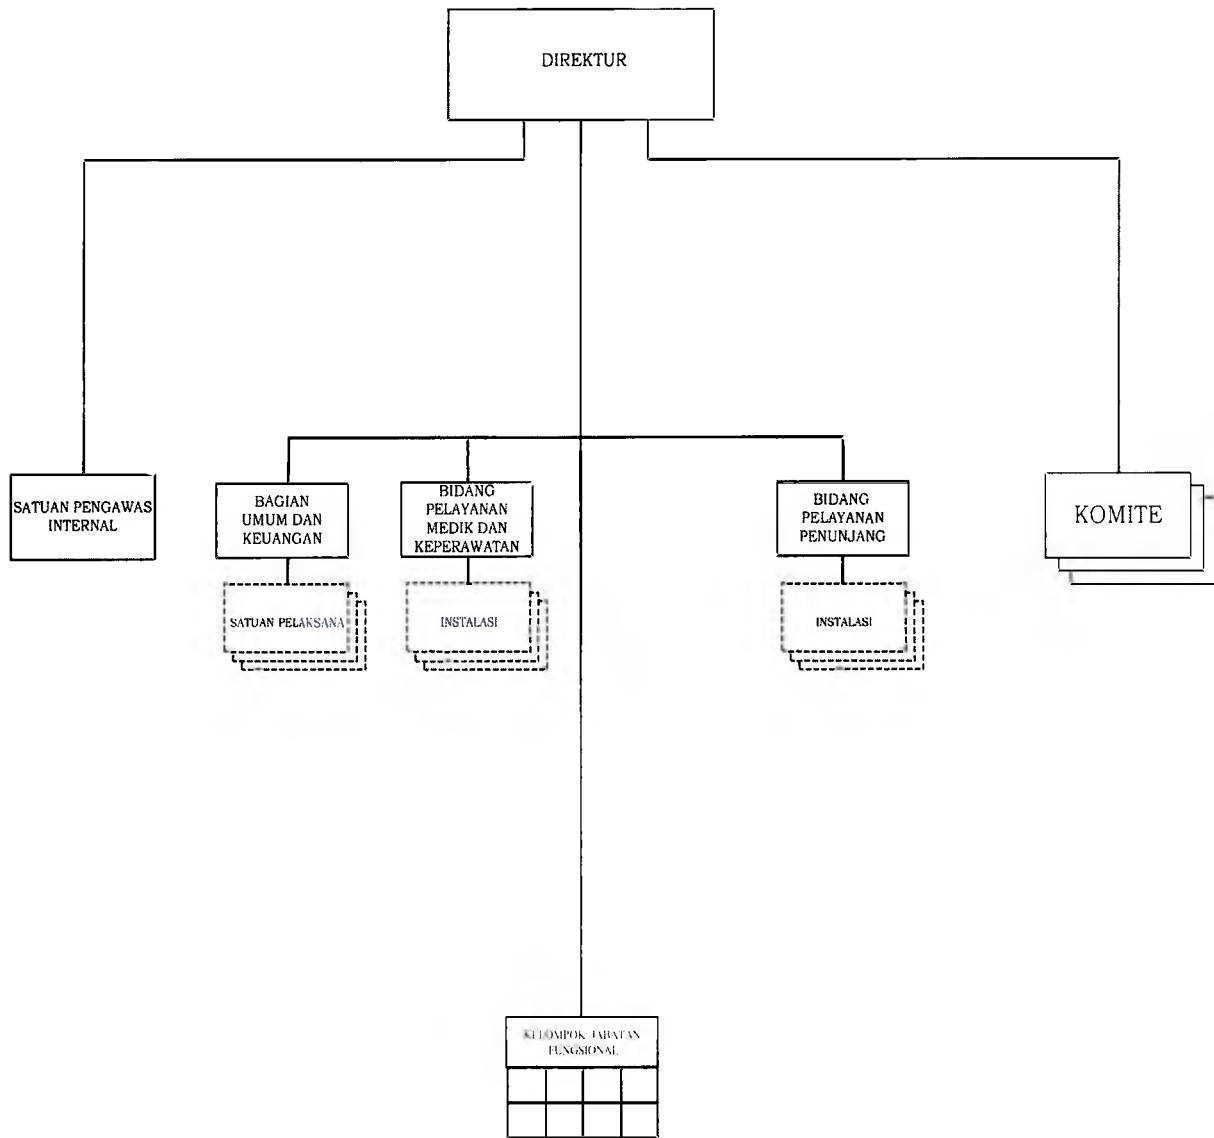 DIREKTUR
SATUAN PENGAWAS
INTERNAL
BAGIAN
UMUM DAN
KEUANGAN
BIDANG
PELAYANAN
MEDIK DAN
KEPERAWATAN
BIDANG
PELAYANAN
PENUNJANG
KOMITE
SATUAN PELAKSANA
INSTALASI
INSTALASI
KELOMPOK JABATAN
FUNGSIONAL